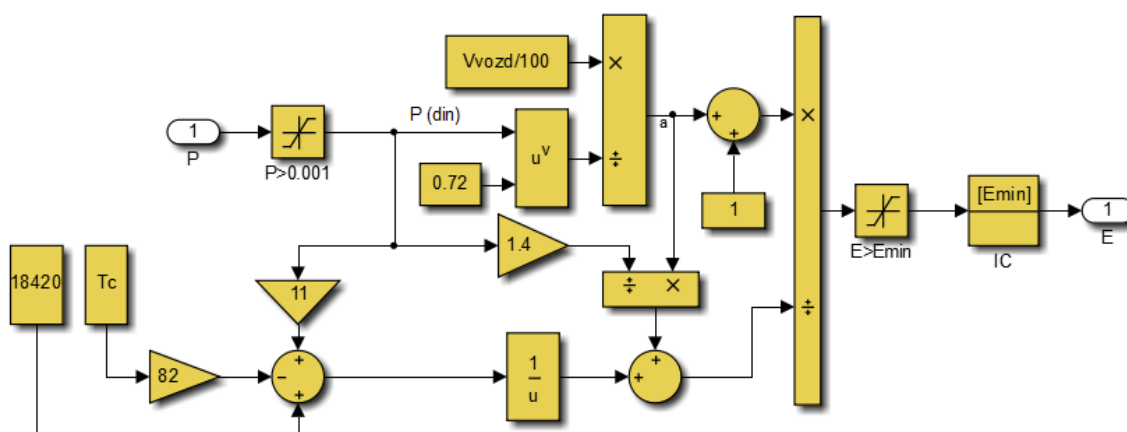 Vvozd/100
×
÷
a
P (din)
1
P
P>0.001
u^v
0.72
+
+
1
×
÷
1.4
÷ ×
E>Emin
[Emin]
IC
1
E
18420
Tc
11
82
+
−
+
1
u
+
+